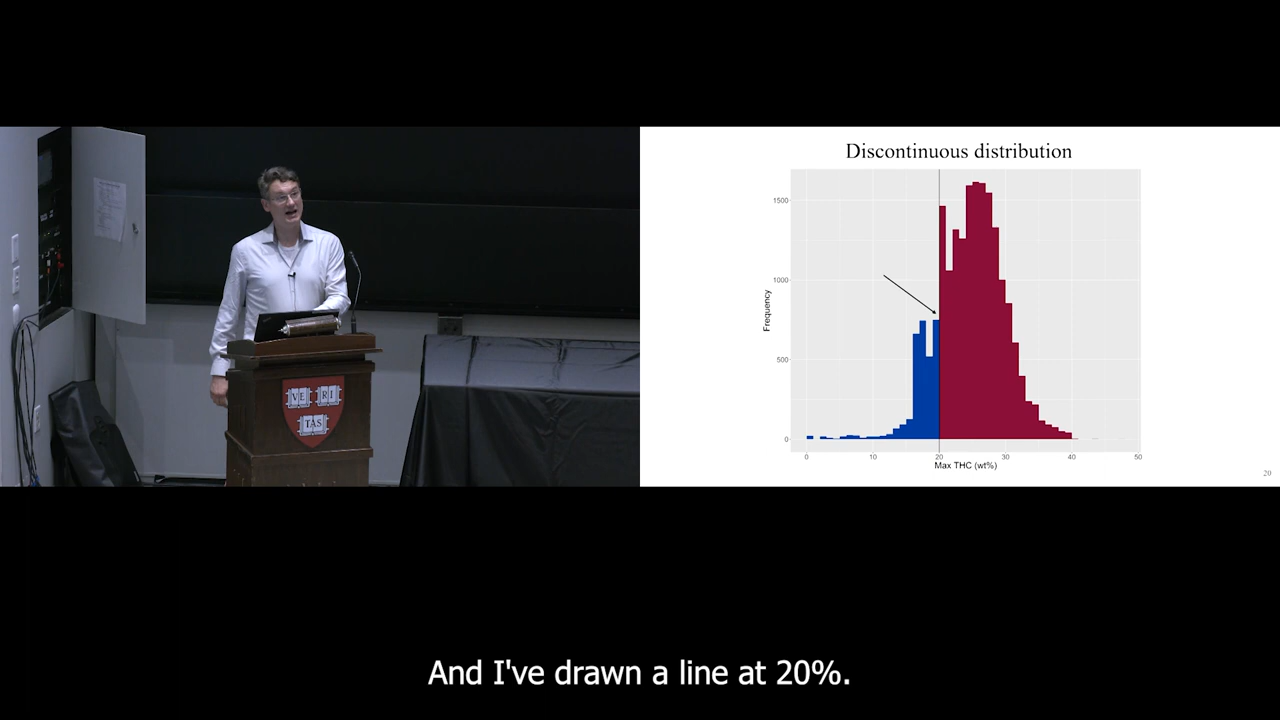 VE RI
TAS
Discontinuous distribution
1500
1000
500
0
Frequency
0 10 20 30 40 50
Max THC (wt%)
20
And I've drawn a line at 20%.